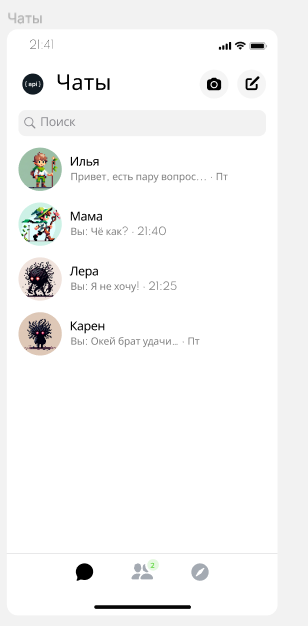 Чаты
21:41
{api}
Чаты
Поиск
Илья
Привет, есть пару вопрос... · Пт
Мама
Вы: Чё как? · 21:40
Лера
Вы: Я не хочу! · 21:25
Карен
Вы: Окей брат удачи… · Пт
2